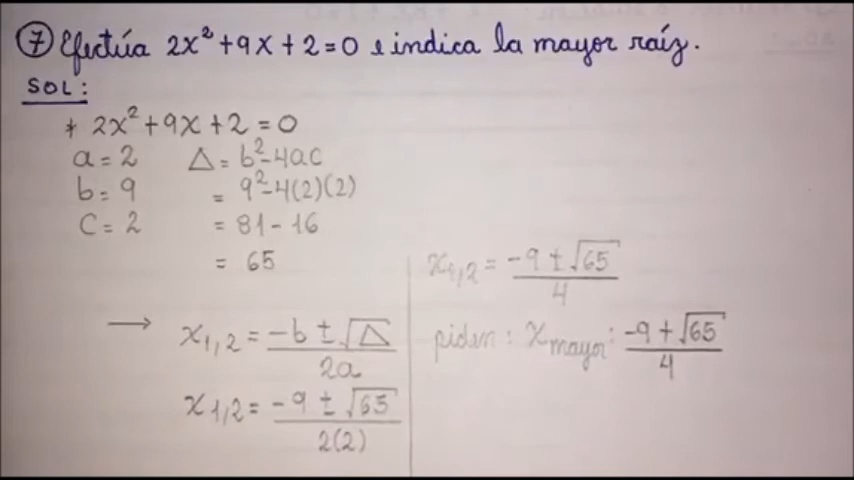 ⑦ Efectúa 2x² + 9x + 2 = 0 e indica la mayor raíz.
SOL:
* 2x² + 9x + 2 = 0
a = 2 Δ = b² - 4ac
b = 9 = 9² - 4(2)(2)
C = 2 = 81 - 16
= 65
→ x₁,₂ = (-b ± √Δ)/2a
x₁,₂ = (-9 ± √65)/2(2)
x₁,₂ = (-9 ± √65)/4
piden: x mayor: (-9 + √65)/4